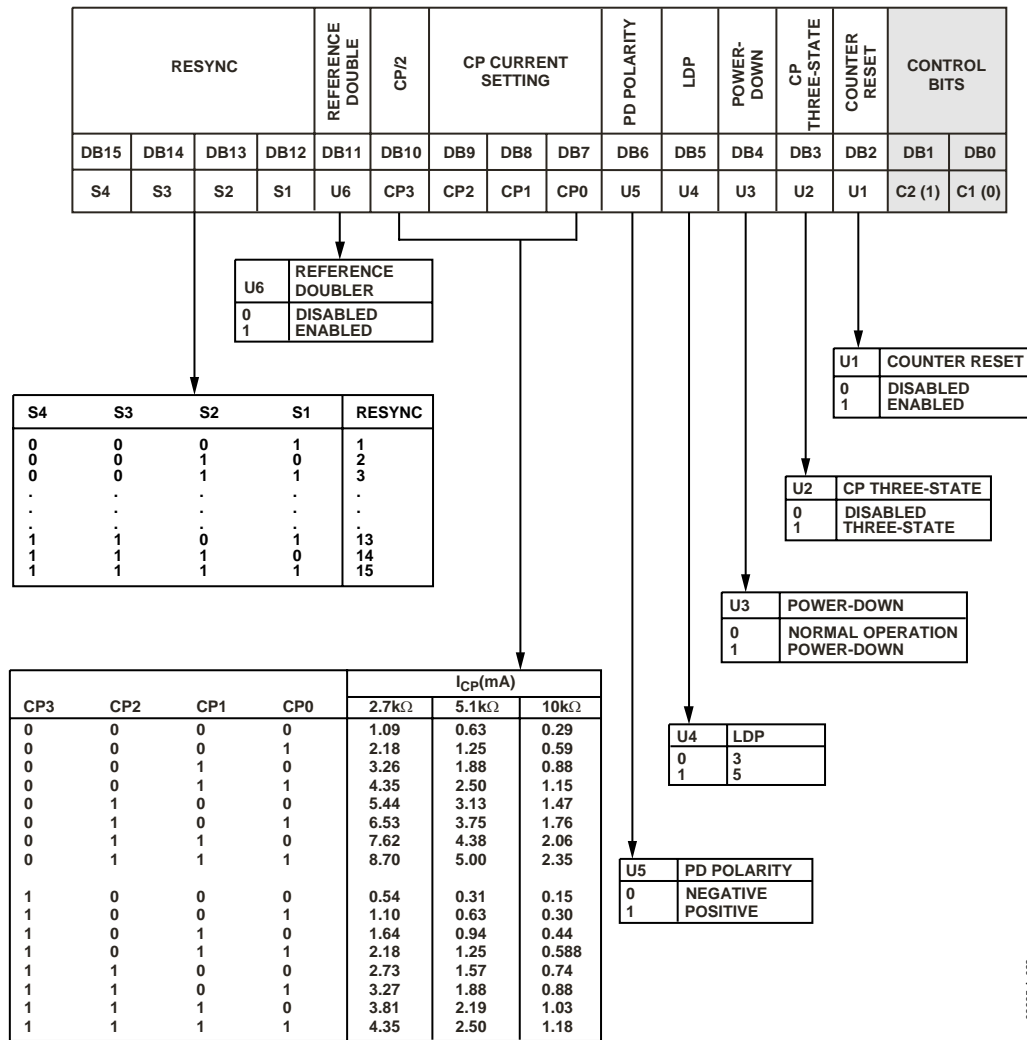 RESYNC
REFERENCE DOUBLE
CP/2
CP CURRENT SETTING
PD POLARITY
LDP
POWER-DOWN
CP THREE-STATE
COUNTER RESET
CONTROL BITS
DB15 DB14 DB13 DB12 DB11 DB10 DB9 DB8 DB7 DB6 DB5 DB4 DB3 DB2 DB1 DB0
S4 S3 S2 S1 U6 CP3 CP2 CP1 CP0 U5 U4 U3 U2 U1 C2 (1) C1 (0)
U6 REFERENCE DOUBLER
0 DISABLED
1 ENABLED
U1 COUNTER RESET
0 DISABLED
1 ENABLED
S4 S3 S2 S1 RESYNC
0 0 0 1 1
0 0 1 0 2
0 0 1 1 3
. . . . .
. . . . .
. . . . .
1 1 0 1 13
1 1 1 0 14
1 1 1 1 15
U2 CP THREE-STATE
0 DISABLED
1 THREE-STATE
U3 POWER-DOWN
0 NORMAL OPERATION
1 POWER-DOWN
ICP(mA)
CP3 CP2 CP1 CP0 2.7kΩ 5.1kΩ 10kΩ
0 0 0 0 1.09 0.63 0.29
0 0 0 1 2.18 1.25 0.59
0 0 1 0 3.26 1.88 0.88
0 0 1 1 4.35 2.50 1.15
0 1 0 0 5.44 3.13 1.47
0 1 0 1 6.53 3.75 1.76
0 1 1 0 7.62 4.38 2.06
0 1 1 1 8.70 5.00 2.35
1 0 0 0 0.54 0.31 0.15
1 0 0 1 1.10 0.63 0.30
1 0 1 0 1.64 0.94 0.44
1 0 1 1 2.18 1.25 0.588
1 1 0 0 2.73 1.57 0.74
1 1 0 1 3.27 1.88 0.88
1 1 1 0 3.81 2.19 1.03
1 1 1 1 4.35 2.50 1.18
U4 LDP
0 3
1 5
U5 PD POLARITY
0 NEGATIVE
1 POSITIVE